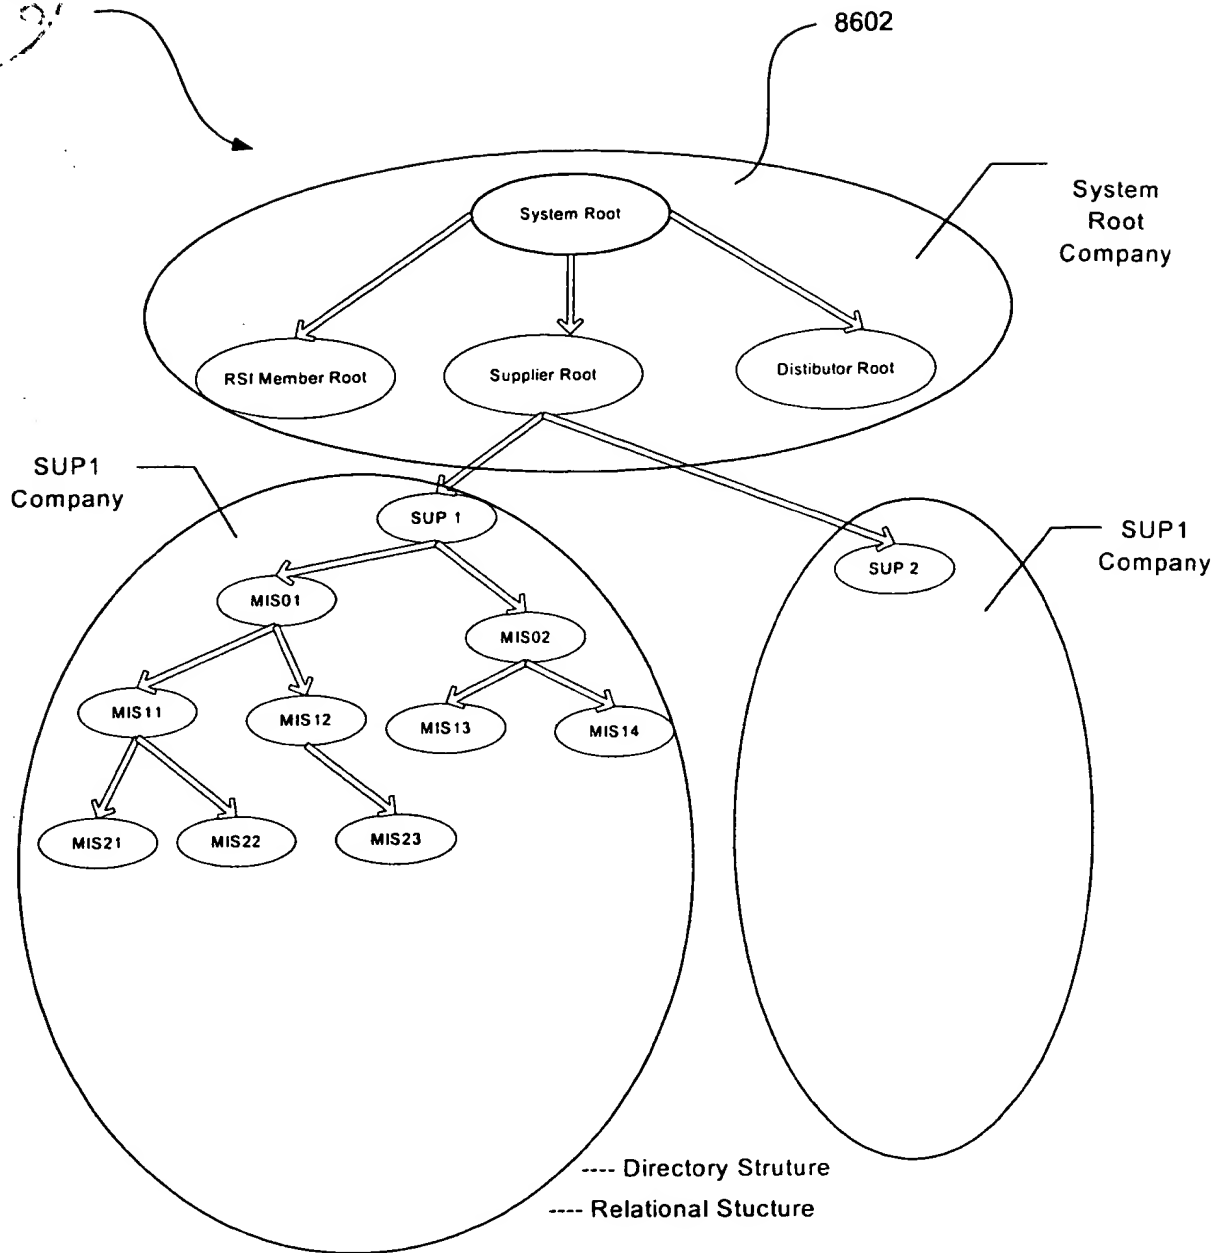 8602
System Root
System
Root
Company
RSI Member Root
Supplier Root
Distibutor Root
SUP1
Company
SUP 1
SUP1
Company
SUP 2
MIS01
MIS02
MIS11
MIS12
MIS13
MIS14
MIS21
MIS22
MIS23
---- Directory Struture
---- Relational Stucture